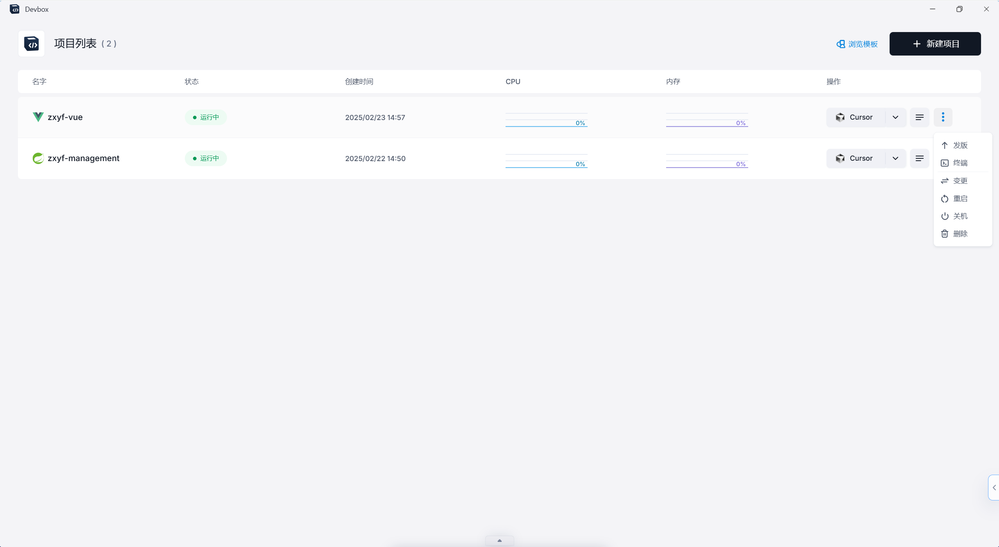 Devbox
项目列表 ( 2 )
浏览模板
新建项目
名字 状态 创建时间 CPU 内存 操作
zxyf-vue 运行中 2025/02/23 14:57 0% 0% Cursor
zxyf-management 运行中 2025/02/22 14:50 0% 0% Cursor
发版
终端
变更
重启
关机
删除